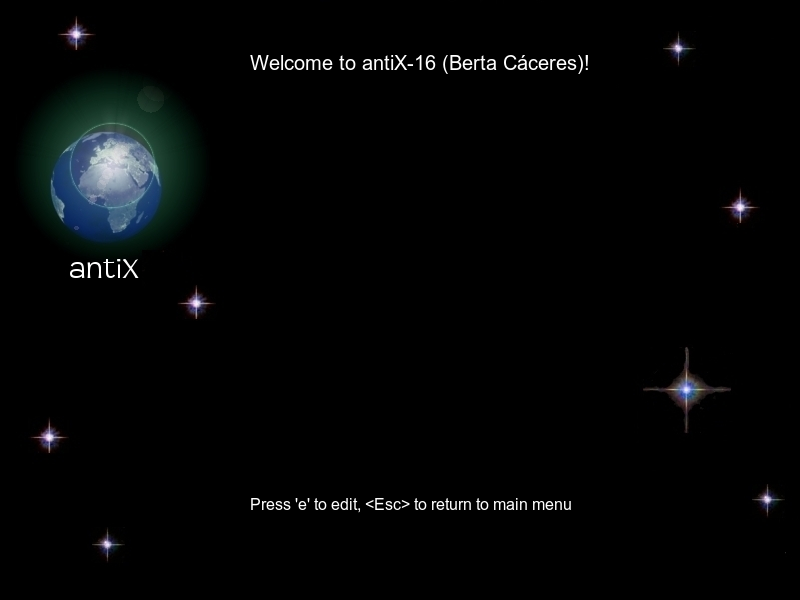 Welcome to antiX-16 (Berta Cáceres)!
antiX
Press 'e' to edit, <Esc> to return to main menu